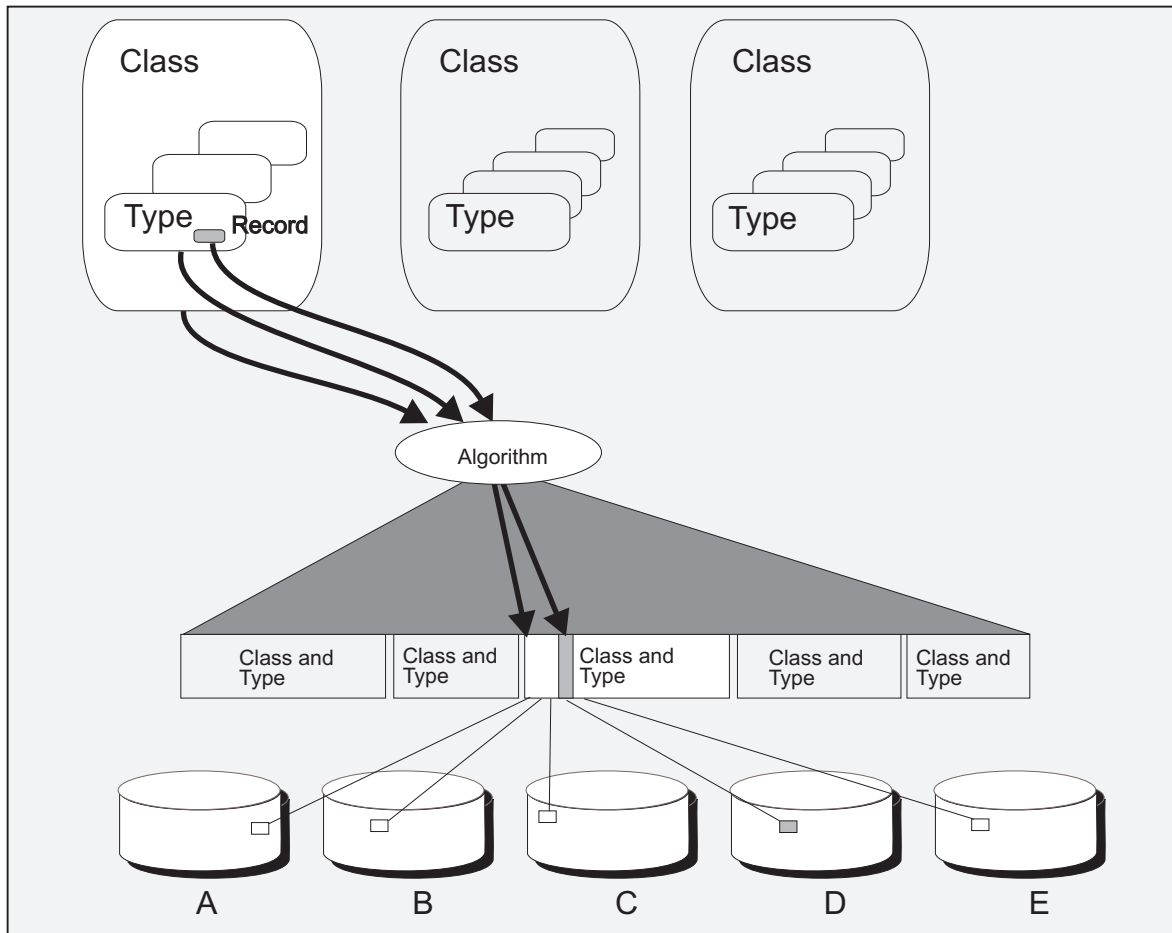 Class
Class
Class
Type
Record
Type
Type
Algorithm
Class and
Type
Class and
Type
Class and
Type
Class and
Type
Class and
Type
A
B
C
D
E